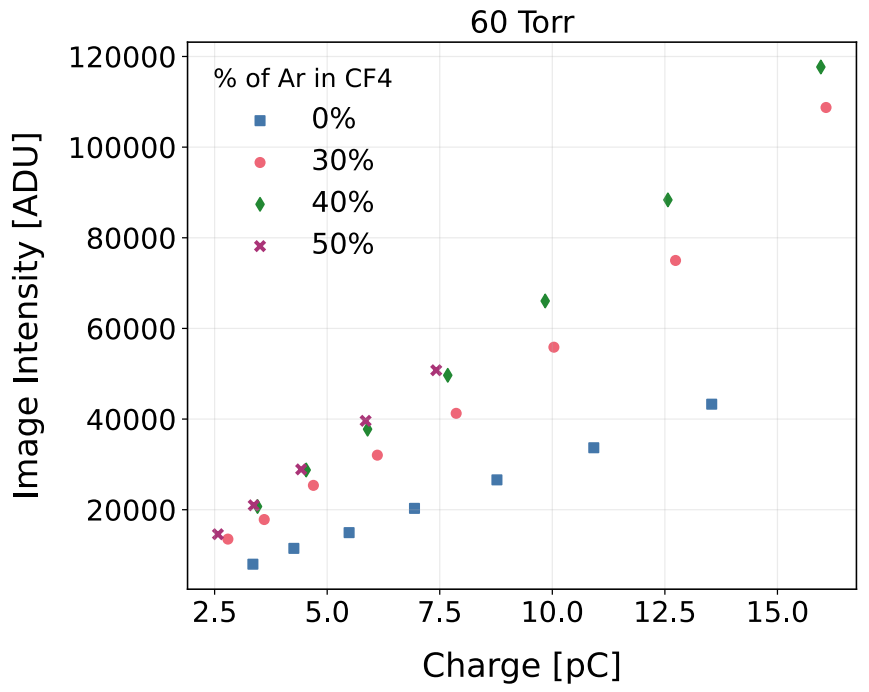 60 Torr
120000
100000
80000
60000
40000
20000
Image Intensity [ADU]
% of Ar in CF4
0%
30%
40%
50%
2.5 5.0 7.5 10.0 12.5 15.0
Charge [pC]